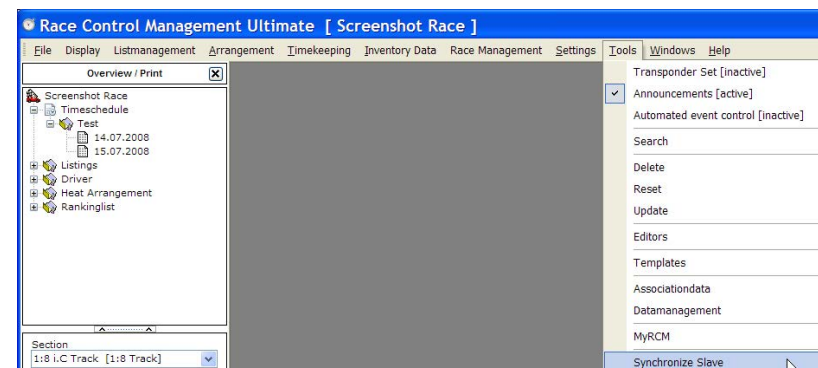 Race Control Management Ultimate [ Screenshot Race ]
File Display Listmanagement Arrangement Timekeeping Inventory Data Race Management Settings Tools Windows Help
Overview / Print
Screenshot Race
Timeschedule
Test
14.07.2008
15.07.2008
Listings
Driver
Heat Arrangement
Rankinglist
Section
1:8 i.C Track [1:8 Track]
Transponder Set [inactive]
Announcements [active]
Automated event control [inactive]
Search
Delete
Reset
Update
Editors
Templates
Associationdata
Datamanagement
MyRCM
Synchronize Slave